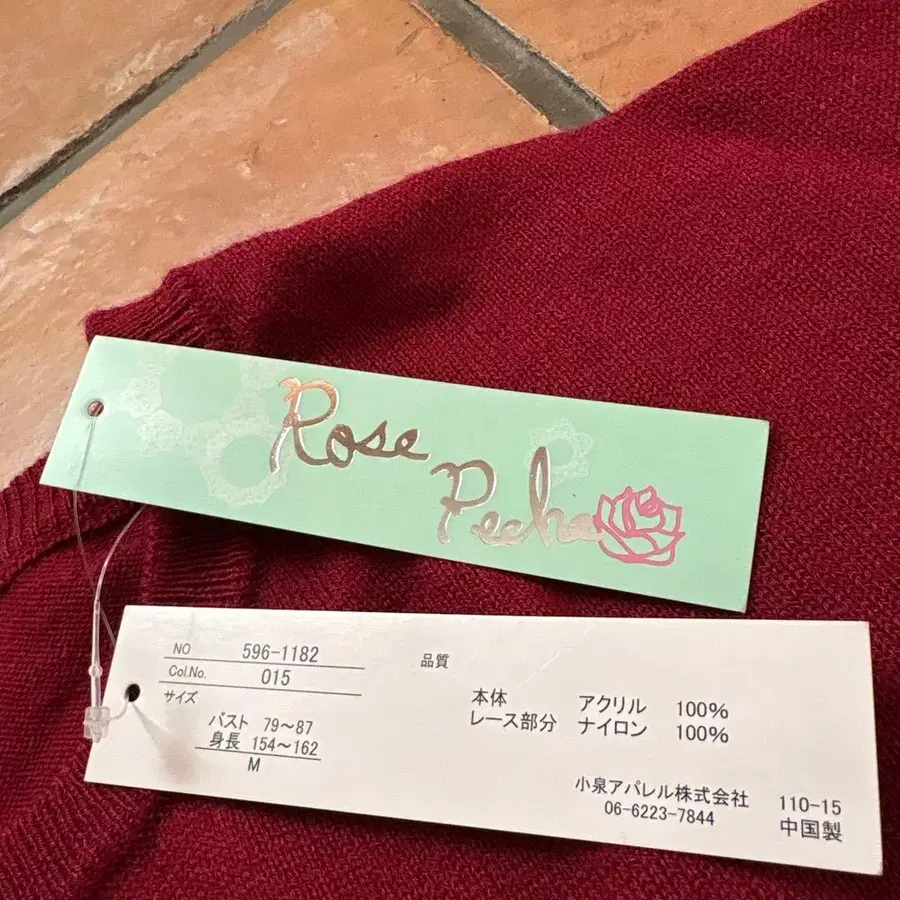 Rose
Peche
NO 596-1182
Col.No. 015
サイズ
バスト 79～87
身長 154～162
M
品質
本体 アクリル 100%
レース部分 ナイロン 100%
小泉アパレル株式会社
06-6223-7844
110-15
中国製